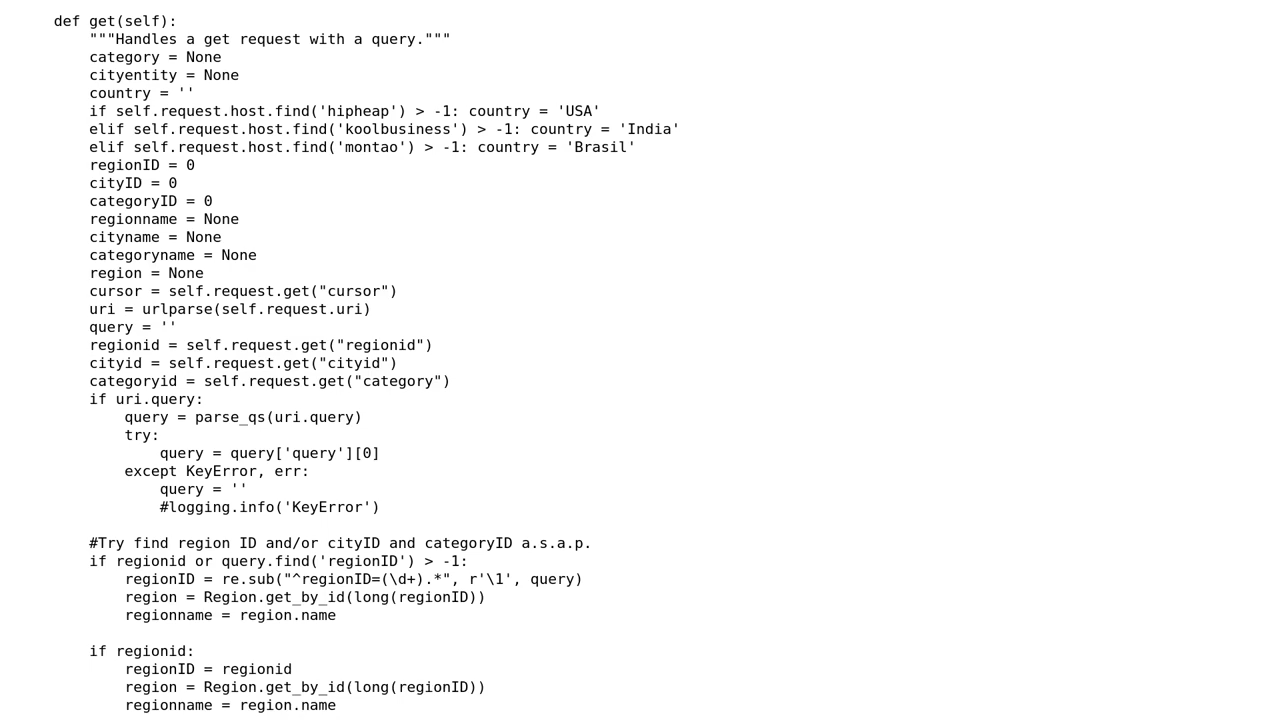 def get(self):
    """Handles a get request with a query."""
    category = None
    cityentity = None
    country = ''
    if self.request.host.find('hipheap') > -1: country = 'USA'
    elif self.request.host.find('koolbusiness') > -1: country = 'India'
    elif self.request.host.find('montao') > -1: country = 'Brasil'
    regionID = 0
    cityID = 0
    categoryID = 0
    regionname = None
    cityname = None
    categoryname = None
    region = None
    cursor = self.request.get("cursor")
    uri = urlparse(self.request.uri)
    query = ''
    regionid = self.request.get("regionid")
    cityid = self.request.get("cityid")
    categoryid = self.request.get("category")
    if uri.query:
        query = parse_qs(uri.query)
        try:
            query = query['query'][0]
        except KeyError, err:
            query = ''
            #logging.info('KeyError')

    #Try find region ID and/or cityID and categoryID a.s.a.p.
    if regionid or query.find('regionID') > -1:
        regionID = re.sub("^regionID=(\d+).*", r'\1', query)
        region = Region.get_by_id(long(regionID))
        regionname = region.name

    if regionid:
        regionID = regionid
        region = Region.get_by_id(long(regionID))
        regionname = region.name